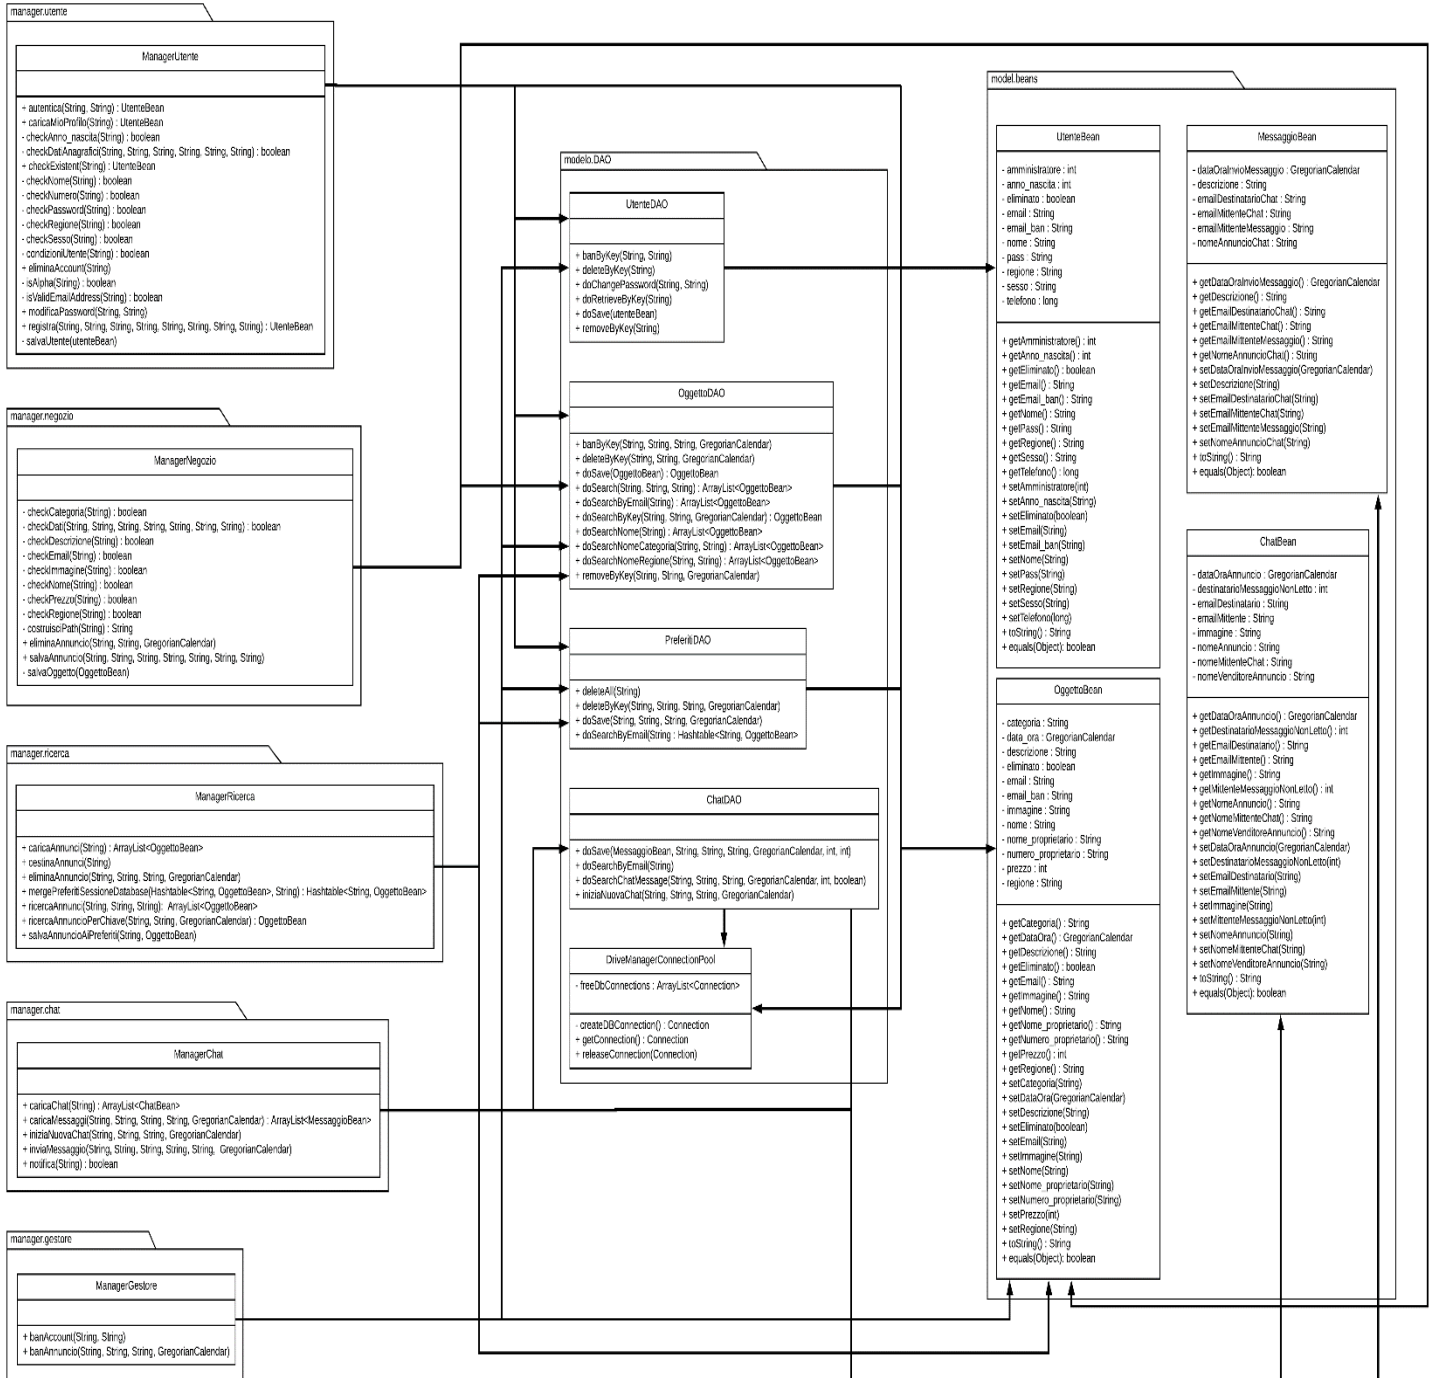 manager.utente
ManagerUtente
+ autentica(String, String) : UtenteBean
+ caricaMioProfilo(String) : UtenteBean
- checkAnno_nascita(String) : boolean
- checkDatiAnagrafici(String, String, String, String, String, String) : boolean
+ checkExistent(String) : UtenteBean
- checkNome(String) : boolean
- checkNumero(String) : boolean
- checkPassword(String) : boolean
- checkRegione(String) : boolean
- checkSesso(String) : boolean
- condizioniUtente(String) : boolean
+ eliminaAccount(String)
- isAlpha(String) : boolean
- isValidEmailAddress(String) : boolean
+ modificaPassword(String, String)
+ registra(String, String, String, String, String, String, String, String) : UtenteBean
- salvaUtente(utenteBean)
manager.negozio
ManagerNegozio
- checkCategoria(String) : boolean
- checkDati(String, String, String, String, String, String, String) : boolean
- checkDescrizione(String) : boolean
- checkEmail(String) : boolean
- checkImmagine(String) : boolean
- checkNome(String) : boolean
- checkPrezzo(String) : boolean
- checkRegione(String) : boolean
- costruisciPath(String) : String
+ eliminaAnnuncio(String, String, GregorianCalendar)
+ salvaAnnuncio(String, String, String, String, String, String, String)
- salvaOggetto(OggettoBean)
manager.ricerca
ManagerRicerca
+ caricaAnnunci(String) : ArrayList<OggettoBean>
+ cestinaAnnunci(String)
+ eliminaAnnuncio(String, String, String, GregorianCalendar)
+ mergePreferitiSessioneDatabase(Hashtable<String, OggettoBean>, String) : Hashtable<String, OggettoBean>
+ ricercaAnnunci(String, String, String): ArrayList<OggettoBean>
+ ricercaAnnuncioPerChiave(String, String, GregorianCalendar) : OggettoBean
+ salvaAnnuncioAiPreferiti(String, OggettoBean)
manager.chat
ManagerChat
+ caricaChat(String) : ArrayList<ChatBean>
+ caricaMessaggi(String, String, String, String, GregorianCalendar) : ArrayList<MessaggioBean>
+ iniziaNuovaChat(String, String, String, GregorianCalendar)
+ inviaMessaggio(String, String, String, String, String, GregorianCalendar)
+ notifica(String) : boolean
manager.gestore
ManagerGestore
+ banAccount(String, String)
+ banAnnuncio(String, String, String, GregorianCalendar)
modelo.DAO
UtenteDAO
+ banByKey(String, String)
+ deleteByKey(String)
+ doChangePassword(String, String)
+ doRetrieveByKey(String)
+ doSave(utenteBean)
+ removeByKey(String)
OggettoDAO
+ banByKey(String, String, String, GregorianCalendar)
+ deleteByKey(String, String, GregorianCalendar)
+ doSave(OggettoBean) : OggettoBean
+ doSearch(String, String, String) : ArrayList<OggettoBean>
+ doSearchByEmail(String) : ArrayList<OggettoBean>
+ doSearchByKey(String, String, GregorianCalendar) : OggettoBean
+ doSearchNome(String) : ArrayList<OggettoBean>
+ doSearchNomeCategoria(String, String) : ArrayList<OggettoBean>
+ doSearchNomeRegione(String, String) : ArrayList<OggettoBean>
+ removeByKey(String, String, GregorianCalendar)
PreferitiDAO
+ deleteAll(String)
+ deleteByKey(String, String, String, GregorianCalendar)
+ doSave(String, String, String, GregorianCalendar)
+ doSearchByEmail(String : Hashtable<String, OggettoBean>
ChatDAO
+ doSave(MessaggioBean, String, String, String, GregorianCalendar, int, int)
+ doSearchByEmail(String)
+ doSearchChatMessage(String, String, String, GregorianCalendar, int, boolean)
+ iniziaNuovaChat(String, String, String, GregorianCalendar)
DriveManagerConnectionPool
- freeDbConnections : ArrayList<Connection>
- createDBConnection() : Connection
+ getConnection() : Connection
+ releaseConnection(Connection)
model.beans
UtenteBean
- amministratore : int
- anno_nascita : int
- eliminato : boolean
- email : String
- email_ban : String
- nome : String
- pass : String
- regione : String
- sesso : String
- telefono : long
+ getAmministratore() : int
+ getAnno_nascita() : int
+ getEliminato() : boolean
+ getEmail() : String
+ getEmail_ban() : String
+ getNome() : String
+ getPass() : String
+ getRegione() : String
+ getSesso() : String
+ getTelefono() : long
+ setAmministratore(int)
+ setAnno_nascita(String)
+ setEliminato(boolean)
+ setEmail(String)
+ setEmail_ban(String)
+ setNome(String)
+ setPass(String)
+ setRegione(String)
+ setSesso(String)
+ setTelefono(long)
+ toString() : String
+ equals(Object): boolean
OggettoBean
- categoria : String
- data_ora : GregorianCalendar
- descrizione : String
- eliminato : boolean
- email : String
- email_ban : String
- immagine : String
- nome : String
- nome_proprietario : String
- numero_proprietario : String
- prezzo : int
- regione : String
+ getCategoria() : String
+ getDataOra() : GregorianCalendar
+ getDescrizione() : String
+ getEliminato() : boolean
+ getEmail() : String
+ getImmagine() : String
+ getNome() : String
+ getNome_proprietario() : String
+ getNumero_proprietario() : String
+ getPrezzo() : int
+ getRegione() : String
+ setCategoria(String)
+ setDataOra(GregorianCalendar)
+ setDescrizione(String)
+ setEliminato(boolean)
+ setEmail(String)
+ setImmagine(String)
+ setNome(String)
+ setNome_proprietario(String)
+ setNumero_proprietario(String)
+ setPrezzo(int)
+ setRegione(String)
+ toString() : String
+ equals(Object): boolean
MessaggioBean
- dataOraInvioMessaggio : GregorianCalendar
- descrizione : String
- emailDestinatarioChat : String
- emailMittenteChat : String
- emailMittenteMessaggio : String
- nomeAnnuncioChat : String
+ getDataOraInvioMessaggio() : GregorianCalendar
+ getDescrizione() : String
+ getEmailDestinatarioChat() : String
+ getEmailMittenteChat() : String
+ getEmailMittenteMessaggio() : String
+ getNomeAnnuncioChat() : String
+ setDataOraInvioMessaggio(GregorianCalendar)
+ setDescrizione(String)
+ setEmailDestinatarioChat(String)
+ setEmailMittenteChat(String)
+ setEmailMittenteMessaggio(String)
+ setNomeAnnuncioChat(String)
+ toString() : String
+ equals(Object): boolean
ChatBean
- dataOraAnnuncio : GregorianCalendar
- destinatarioMessaggioNonLetto : int
- emailDestinatario : String
- emailMittente : String
- immagine : String
- nomeAnnuncio : String
- nomeMittenteChat : String
- nomeVenditoreAnnuncio : String
+ getDataOraAnnuncio() : GregorianCalendar
+ getDestinatarioMessaggioNonLetto() : int
+ getEmailDestinatario() : String
+ getEmailMittente() : String
+ getImmagine() : String
+ getMittenteMessaggioNonLetto() : int
+ getNomeAnnuncio() : String
+ getNomeMittenteChat() : String
+ getNomeVenditoreAnnuncio() : String
+ setDataOraAnnuncio(GregorianCalendar)
+ setDestinatarioMessaggioNonLetto(int)
+ setEmailDestinatario(String)
+ setEmailMittente(String)
+ setImmagine(String)
+ setMittenteMessaggioNonLetto(int)
+ setNomeAnnuncio(String)
+ setNomeMittenteChat(String)
+ setNomeVenditoreAnnuncio(String)
+ toString() : String
+ equals(Object): boolean